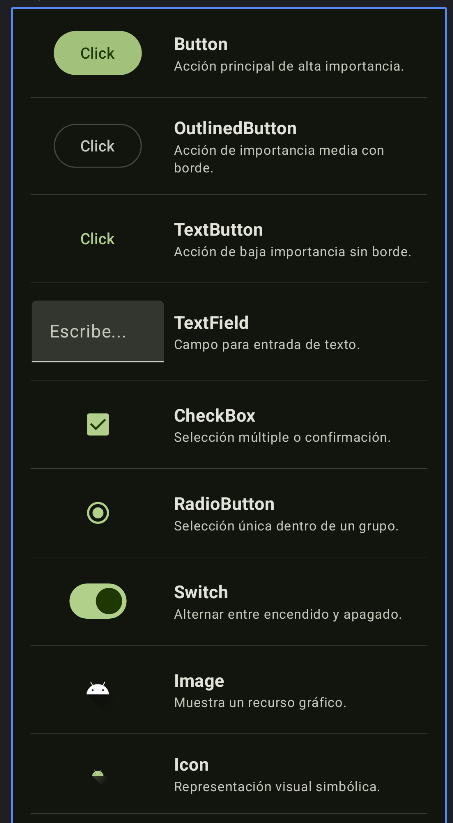 Click
Button
Acción principal de alta importancia.
Click
OutlinedButton
Acción de importancia media con
borde.
Click
TextButton
Acción de baja importancia sin borde.
Escribe...
TextField
Campo para entrada de texto.
CheckBox
Selección múltiple o confirmación.
RadioButton
Selección única dentro de un grupo.
Switch
Alternar entre encendido y apagado.
Image
Muestra un recurso gráfico.
Icon
Representación visual simbólica.